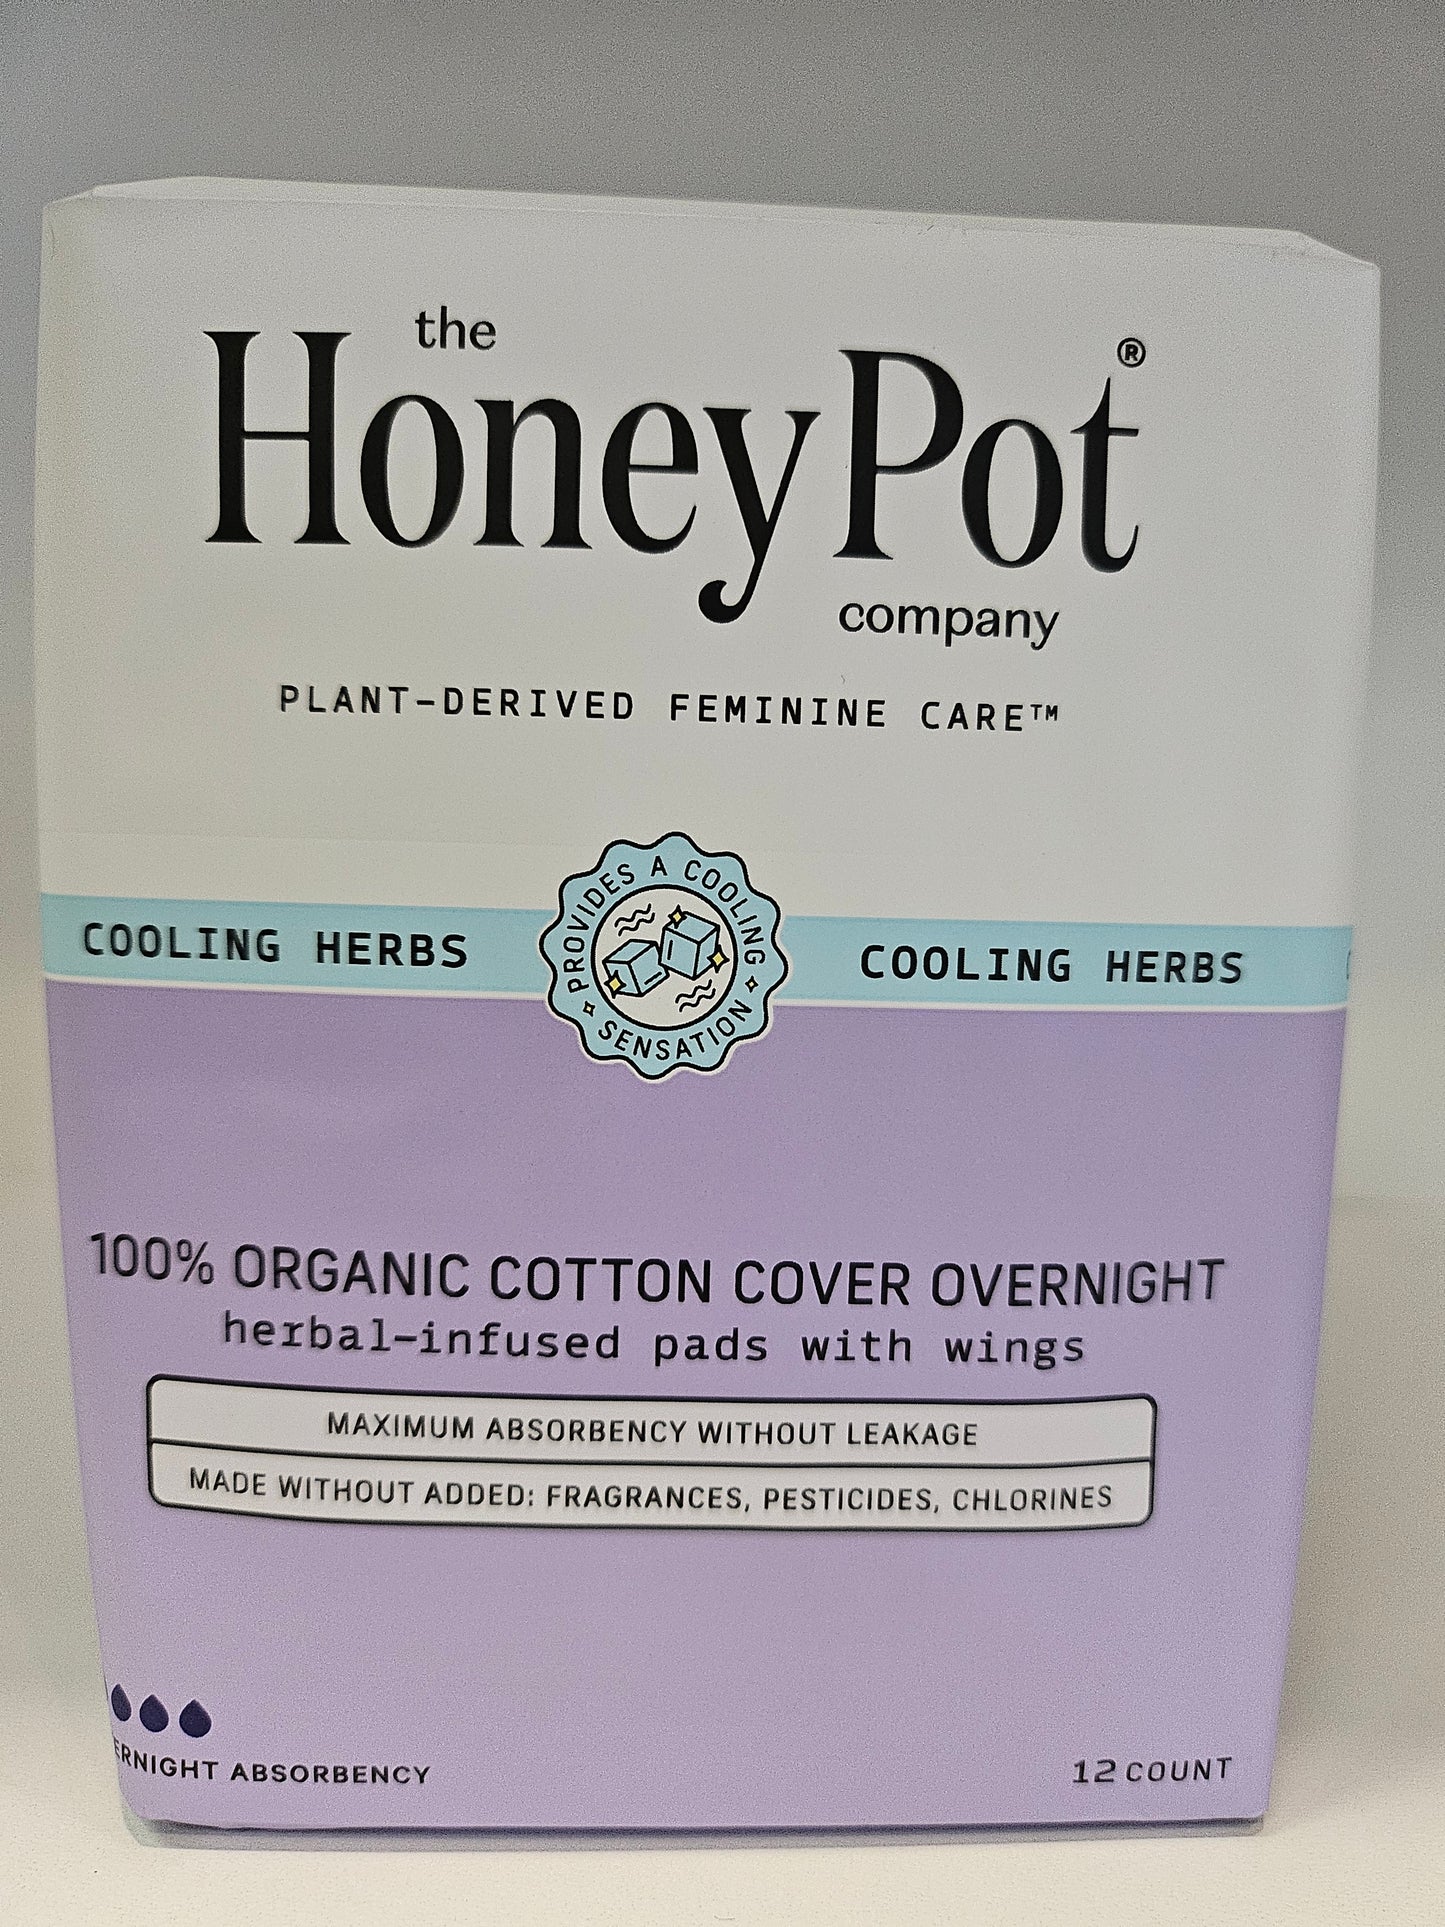 the
HoneyPot®
company
PLANT-DERIVED FEMININE CARE™
COOLING HERBS
PROVIDES A COOLING
SENSATION
COOLING HERBS
100% ORGANIC COTTON COVER OVERNIGHT
herbal-infused pads with wings
MAXIMUM ABSORBENCY WITHOUT LEAKAGE
MADE WITHOUT ADDED: FRAGRANCES, PESTICIDES, CHLORINES
ERNIGHT ABSORBENCY
12 COUNT